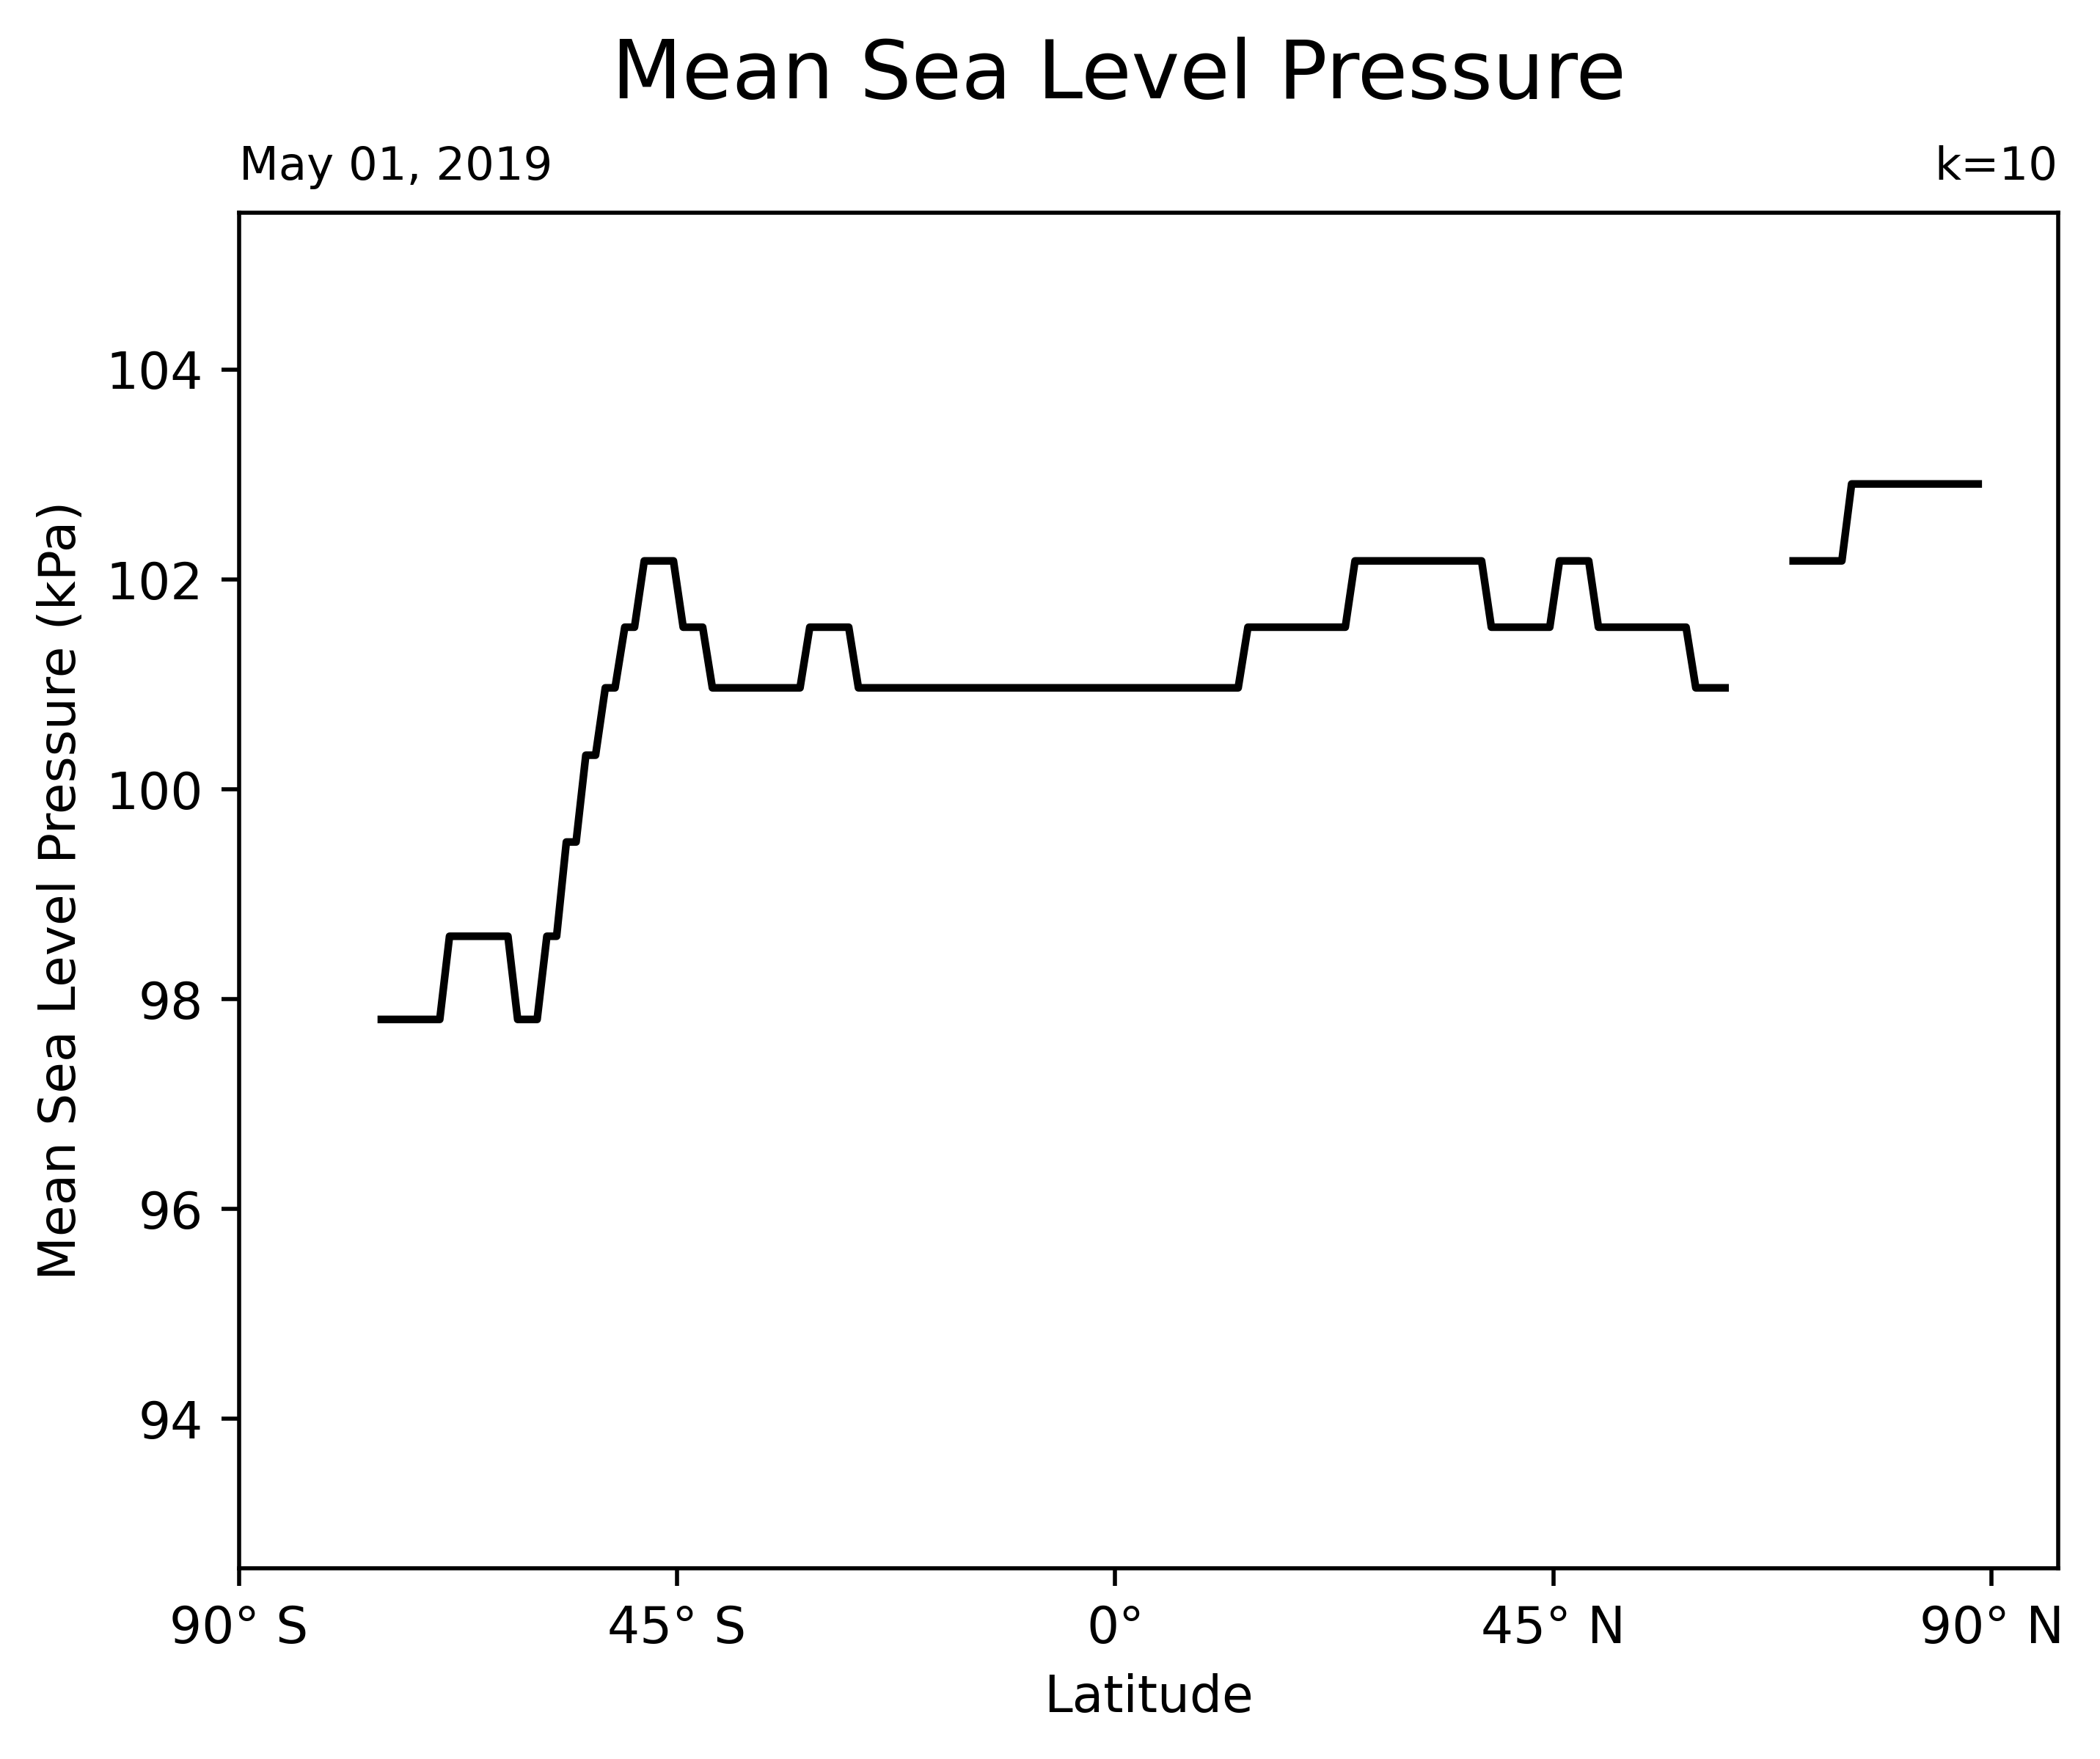 Mean Sea Level Pressure
May 01, 2019
k=10
Mean Sea Level Pressure (kPa)
104
102
100
98
96
94
90° S
45° S
0°
45° N
90° N
Latitude